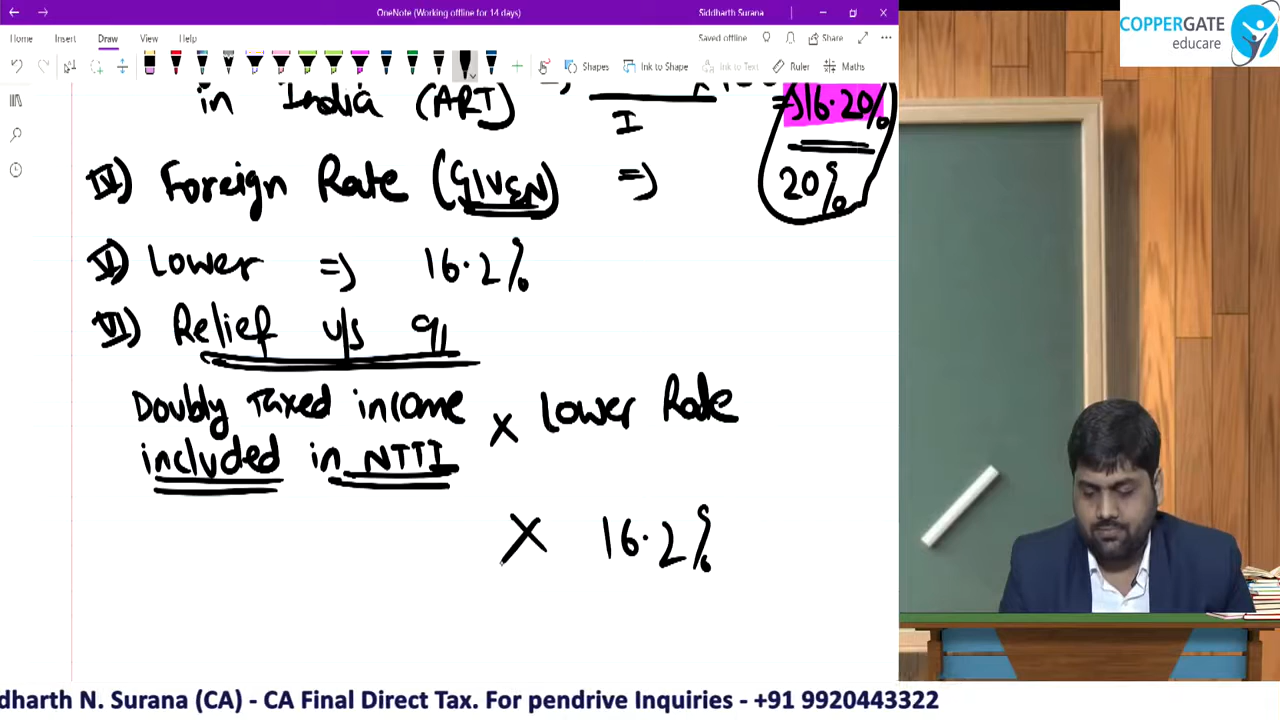 OneNote (Working offline for 14 days)
Siddharth Surana
COPPERGATE
educare
Home Insert Draw View Help
Saved offline
Share
Shapes
Ink to Shape
Ink to Text
Ruler
Maths
in India (ART) =>
I
=> 16.20%
IV) Foreign Rate (GIVEN) =>
20%
V) Lower => 16.2%
VI) Relief u/s 91
Doubly Taxed income × Lower Rate
included in NTTI
× 16.2%
dharth N. Surana (CA) - CA Final Direct Tax. For pendrive Inquiries - +91 9920443322